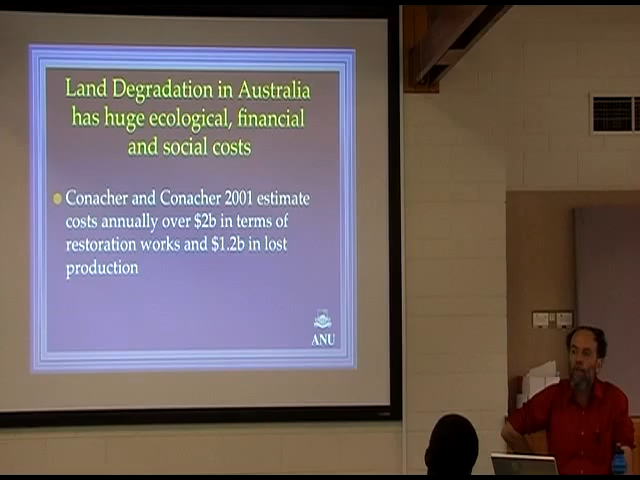 Land Degradation in Australia
has huge ecological, financial
and social costs
Conacher and Conacher 2001 estimate
costs annually over $2b in terms of
restoration works and $1.2b in lost
production
ANU